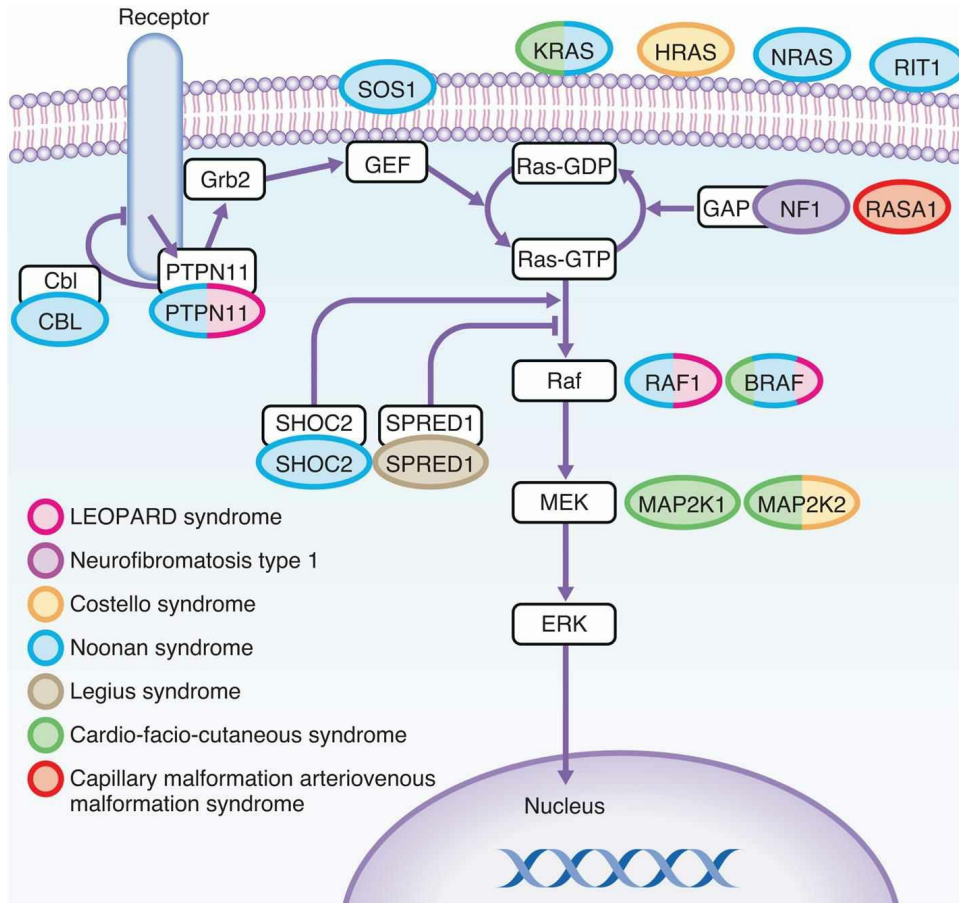 Receptor
KRAS
HRAS
NRAS
RIT1
SOS1
Grb2
GEF
Ras-GDP
GAP
NF1
RASA1
Ras-GTP
PTPN11
PTPN11
Cbl
CBL
Raf
RAF1
BRAF
SHOC2
SHOC2
SPRED1
SPRED1
MEK
MAP2K1
MAP2K2
ERK
LEOPARD syndrome
Neurofibromatosis type 1
Costello syndrome
Noonan syndrome
Legius syndrome
Cardio-facio-cutaneous syndrome
Capillary malformation arteriovenous
malformation syndrome
Nucleus